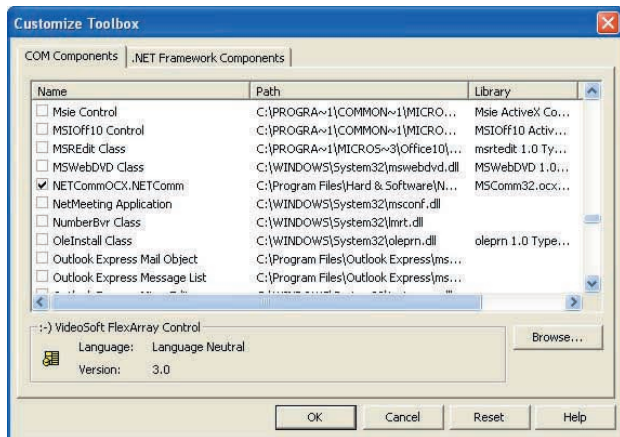 Customize Toolbox
COM Components .NET Framework Components
Name Path Library
Msie Control C:\PROGRA~1\COMMON~1\MICRO... Msie ActiveX Co...
MSIOff10 Control C:\PROGRA~1\COMMON~1\MICRO... MSIOff10 Activ...
MSREdit Class C:\PROGRA~1\MICROS~3\Office10\... msrtedit 1.0 Ty...
MSWebDVD Class C:\WINDOWS\System32\mswebdvd.dll MSWebDVD 1.0...
NETCommOCX.NETComm C:\Program Files\Hard & Software\N... MSComm32.ocx...
NetMeeting Application C:\WINDOWS\System32\msconf.dll
NumberBvr Class C:\WINDOWS\System32\lmrt.dll
OleInstall Class C:\WINDOWS\System32\oleprn.dll oleprn 1.0 Type...
Outlook Express Mail Object C:\Program Files\Outlook Express\ms...
Outlook Express Message List C:\Program Files\Outlook Express\ms...
:-) VideoSoft FlexArray Control
Language: Language Neutral
Version: 3.0
Browse...
OK Cancel Reset Help